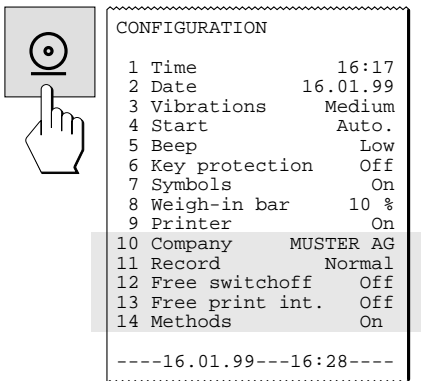 CONFIGURATION
1 Time 16:17
2 Date 16.01.99
3 Vibrations Medium
4 Start Auto.
5 Beep Low
6 Key protection Off
7 Symbols On
8 Weigh-in bar 10 %
9 Printer On
10 Company MUSTER AG
11 Record Normal
12 Free switchoff Off
13 Free print int. Off
14 Methods On
----16.01.99---16:28----